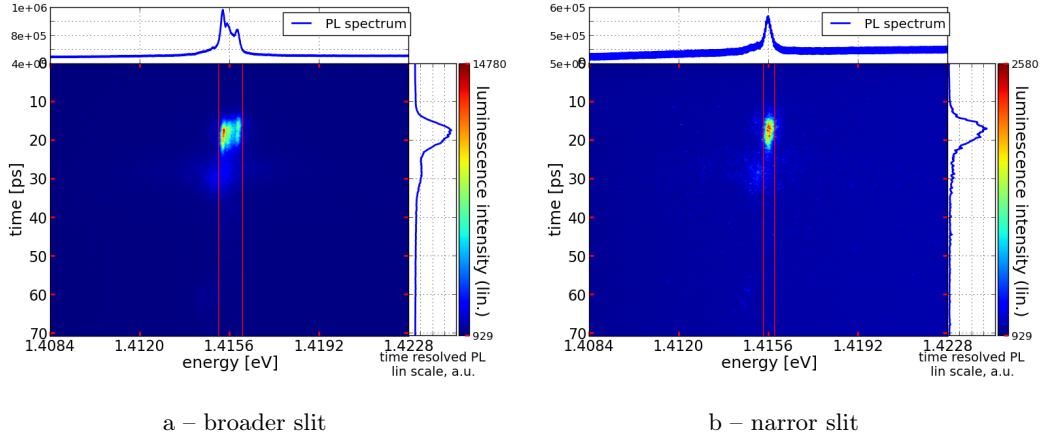 1e+06
8e+05
4e+05
PL spectrum
0
10
20
30
40
50
60
70
time [ps]
1.4084
1.4120
1.4156
1.4192
1.4228
energy [eV]
14780
929
luminescence intensity (lin.)
time resolved PL
lin scale, a.u.
a – broader slit
6e+05
5e+05
5e+05
PL spectrum
0
10
20
30
40
50
60
70
time [ps]
1.4084
1.4120
1.4156
1.4192
1.4228
energy [eV]
2580
929
luminescence intensity (lin.)
time resolved PL
lin scale, a.u.
b – narror slit